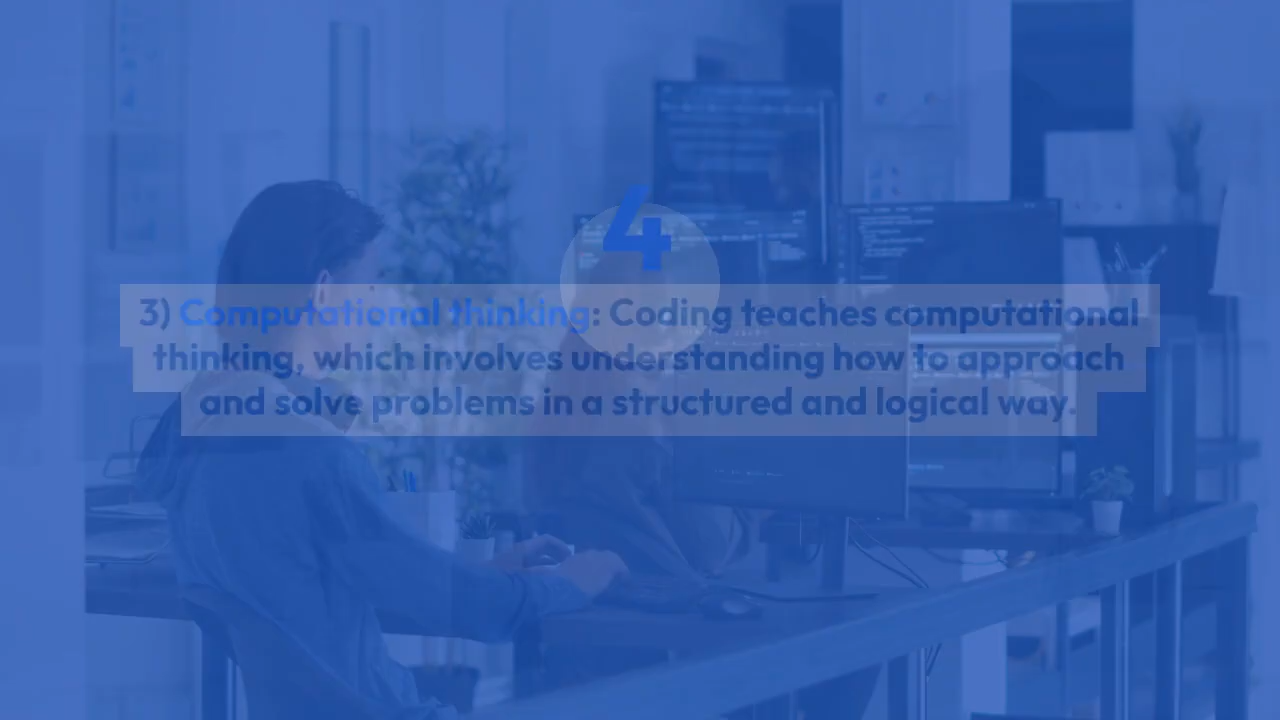 4
3) Computational thinking: Coding teaches computational
thinking, which involves understanding how to approach
and solve problems in a structured and logical way.